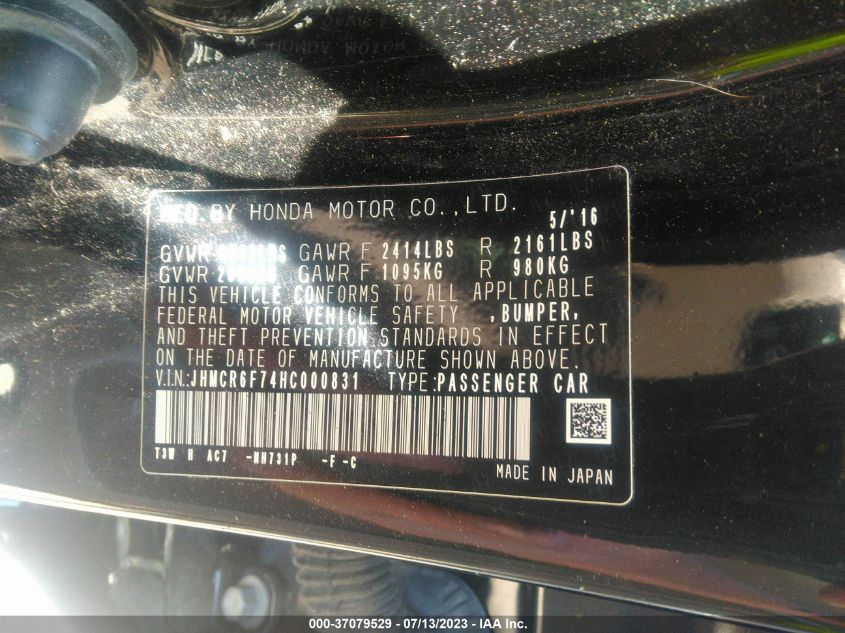 BY HONDA MOTOR CO.,LTD. 5/'16
GVWR GAWR F 2414LBS R 2161LBS
GVWR GAWR F 1095KG R 980KG
THIS VEHICLE CONFORMS TO ALL APPLICABLE
FEDERAL MOTOR VEHICLE SAFETY ,BUMPER,
AND THEFT PREVENTION STANDARDS IN EFFECT
ON THE DATE OF MANUFACTURE SHOWN ABOVE.
V.I.N.:JHMCR6F74HC000831 TYPE:PASSENGER CAR
T3W H AC7 -NH731P -F -C
MADE IN JAPAN
000-37079529 - 07/13/2023 - IAA Inc.